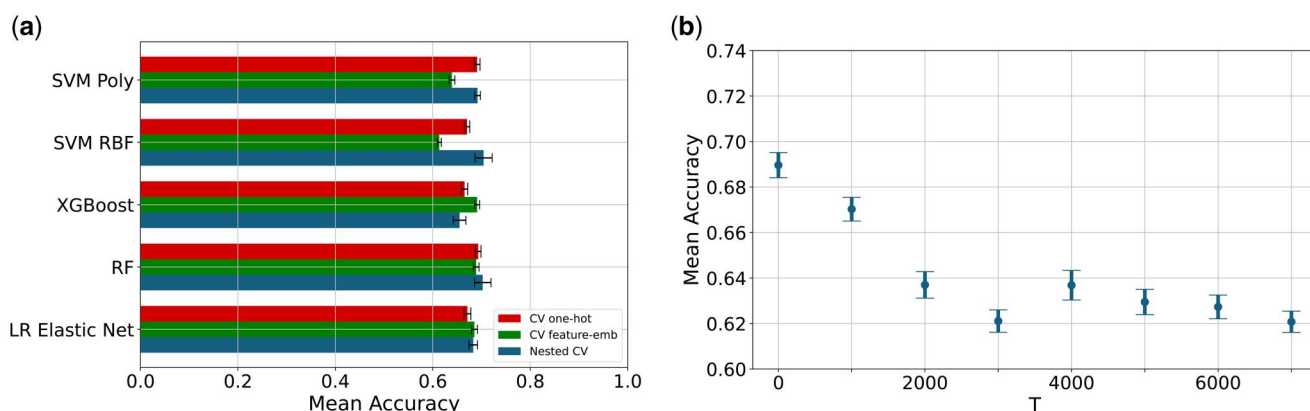 (a)
SVM Poly
SVM RBF
XGBoost
RF
LR Elastic Net
CV one-hot
CV feature-emb
Nested CV
0.0 0.2 0.4 0.6 0.8 1.0
Mean Accuracy
(b)
Mean Accuracy
0.74
0.72
0.70
0.68
0.66
0.64
0.62
0.60
0 2000 4000 6000
T